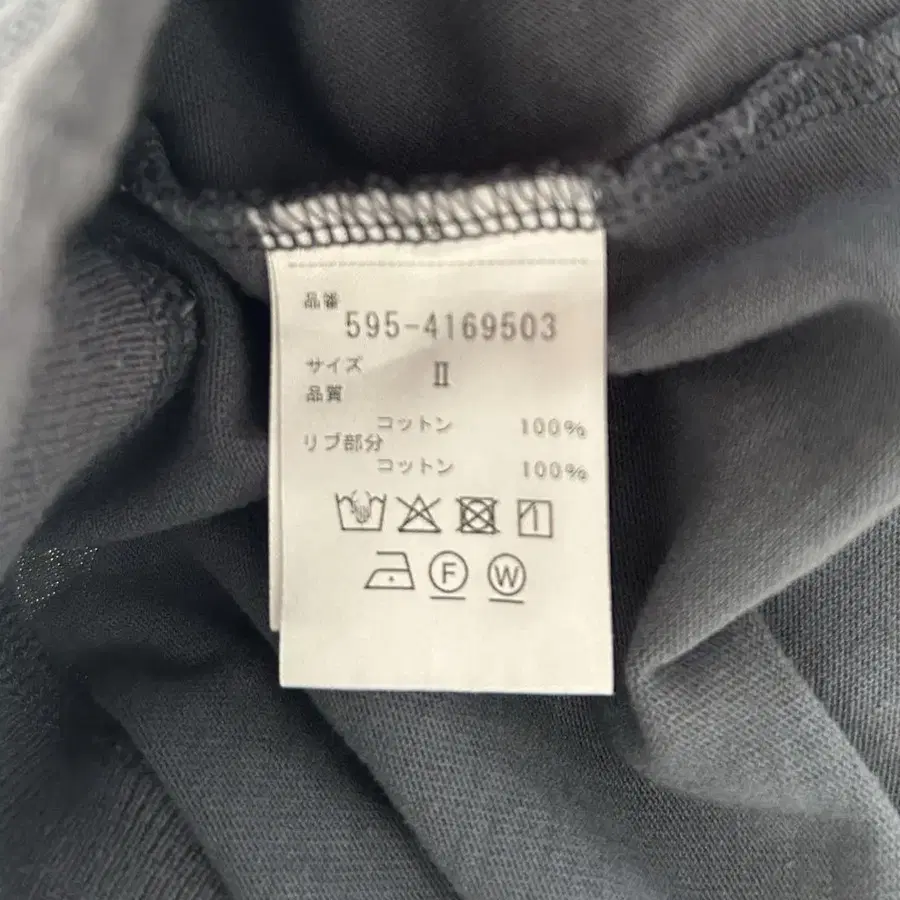 品番
595-4169503
サイズ II
品質
コットン 100%
リブ部分
コットン 100%
F W